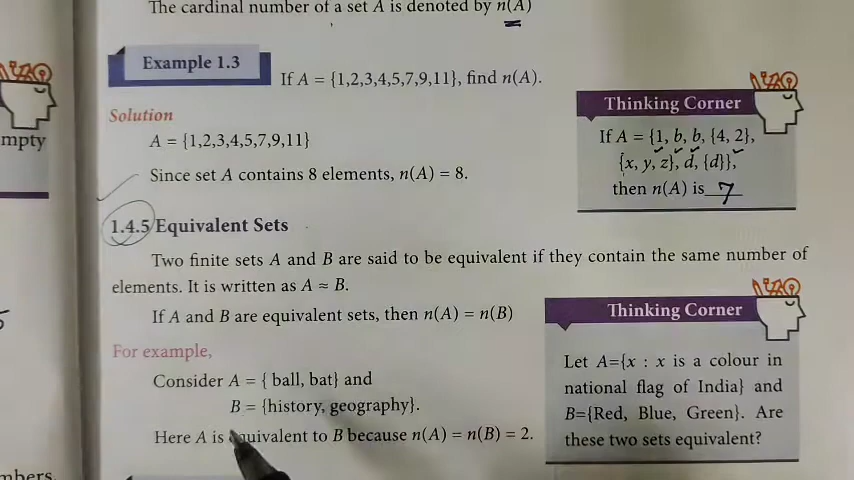 The cardinal number of a set A is denoted by n(A)
Example 1.3
If A = {1,2,3,4,5,7,9,11}, find n(A).
Solution
A = {1,2,3,4,5,7,9,11}
Since set A contains 8 elements, n(A) = 8.
Thinking Corner
If A = {1, b, b, {4, 2},
{x, y, z}, d, {d}},
then n(A) is 7
mpty
1.4.5 Equivalent Sets
Two finite sets A and B are said to be equivalent if they contain the same number of
elements. It is written as A ≈ B.
If A and B are equivalent sets, then n(A) = n(B)
For example,
Consider A = { ball, bat} and
B = {history, geography}.
Here A is equivalent to B because n(A) = n(B) = 2.
Thinking Corner
Let A={x : x is a colour in
national flag of India} and
B={Red, Blue, Green}. Are
these two sets equivalent?
mbers